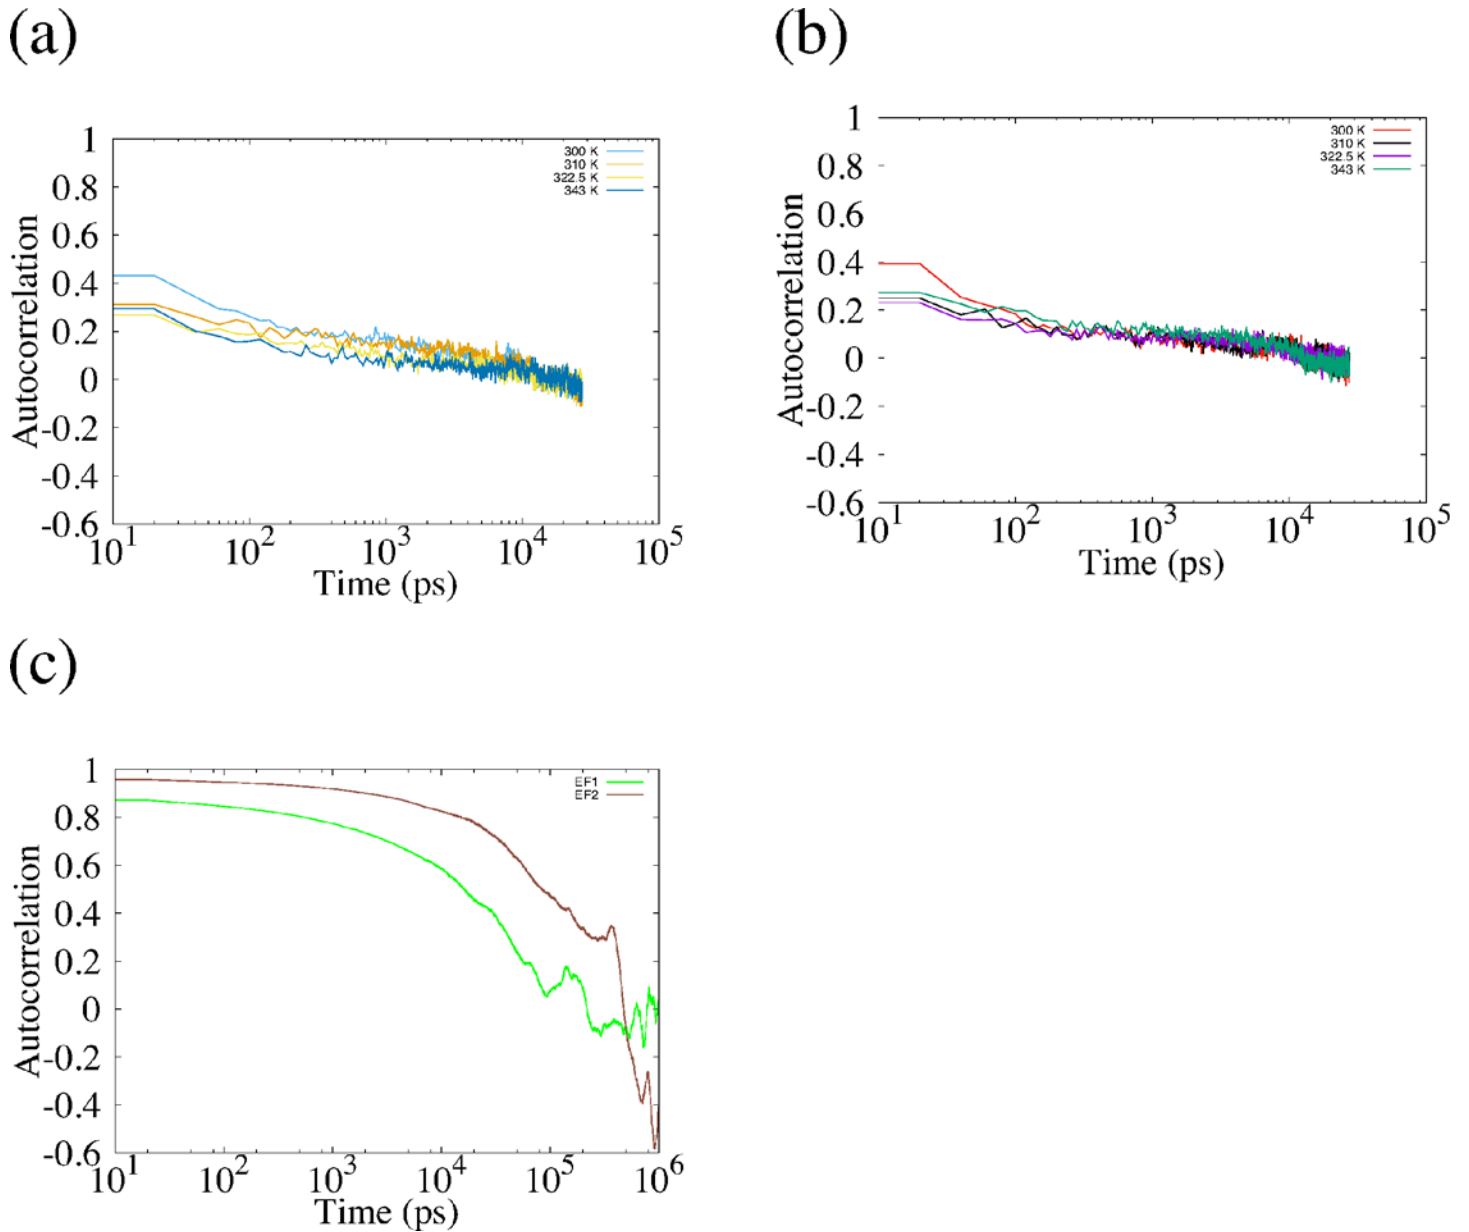 (a)
(b)
1
0.8
0.6
0.4
0.2
0
-0.2
-0.4
-0.6
Autocorrelation
300 K
310 K
322.5 K
343 K
10^1 10^2 10^3 10^4 10^5
Time (ps)
1
0.8
0.6
0.4
0.2
0
-0.2
-0.4
-0.6
Autocorrelation
300 K
310 K
322.5 K
343 K
10^1 10^2 10^3 10^4 10^5
Time (ps)
(c)
1
0.8
0.6
0.4
0.2
0
-0.2
-0.4
-0.6
Autocorrelation
EF1
EF2
10^1 10^2 10^3 10^4 10^5 10^6
Time (ps)